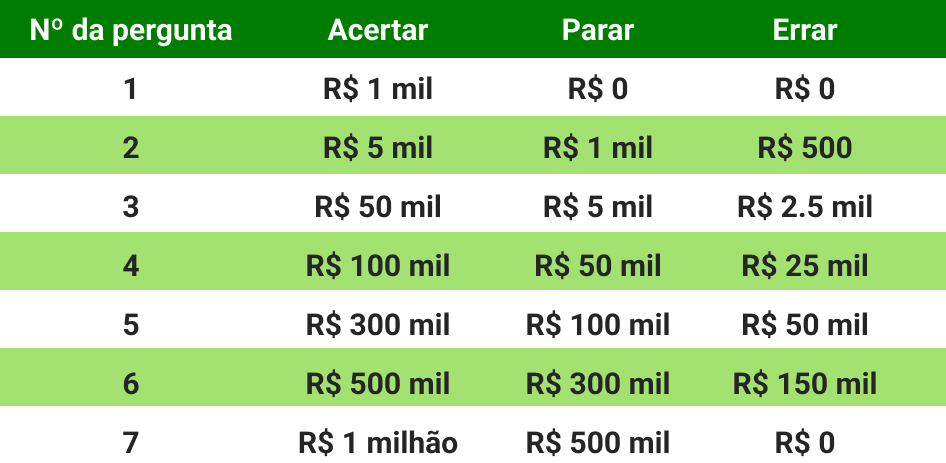 Nº da pergunta Acertar Parar Errar
1 R$ 1 mil R$ 0 R$ 0
2 R$ 5 mil R$ 1 mil R$ 500
3 R$ 50 mil R$ 5 mil R$ 2.5 mil
4 R$ 100 mil R$ 50 mil R$ 25 mil
5 R$ 300 mil R$ 100 mil R$ 50 mil
6 R$ 500 mil R$ 300 mil R$ 150 mil
7 R$ 1 milhão R$ 500 mil R$ 0